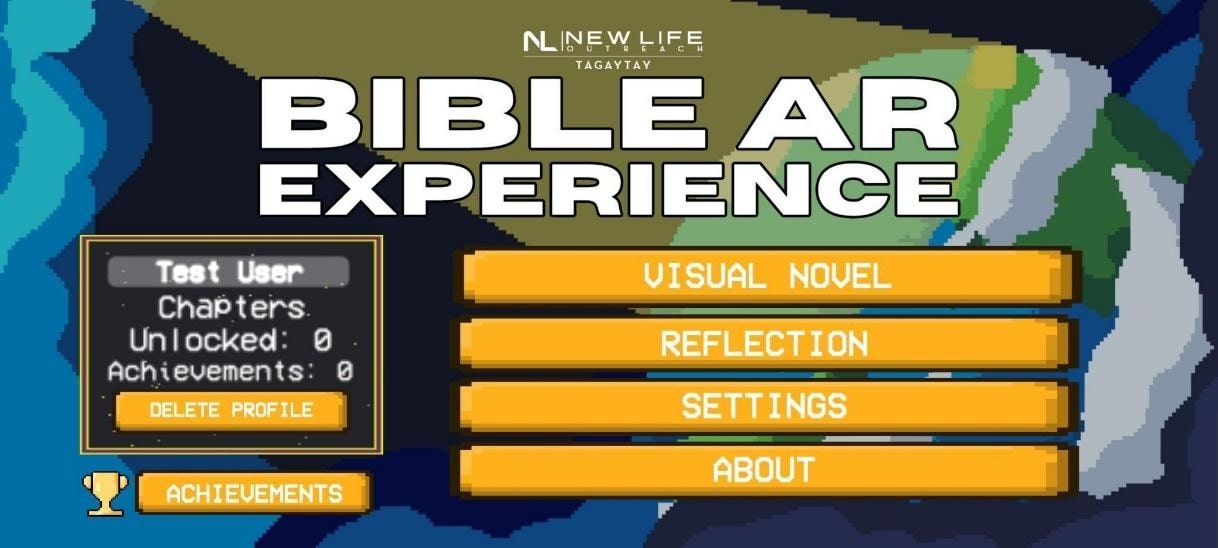 NL NEW LIFE
OUTREACH
TAGAYTAY
BIBLE AR
EXPERIENCE
Test User
Chapters
Unlocked: 0
Achievements: 0
DELETE PROFILE
ACHIEVEMENTS
VISUAL NOVEL
REFLECTION
SETTINGS
ABOUT